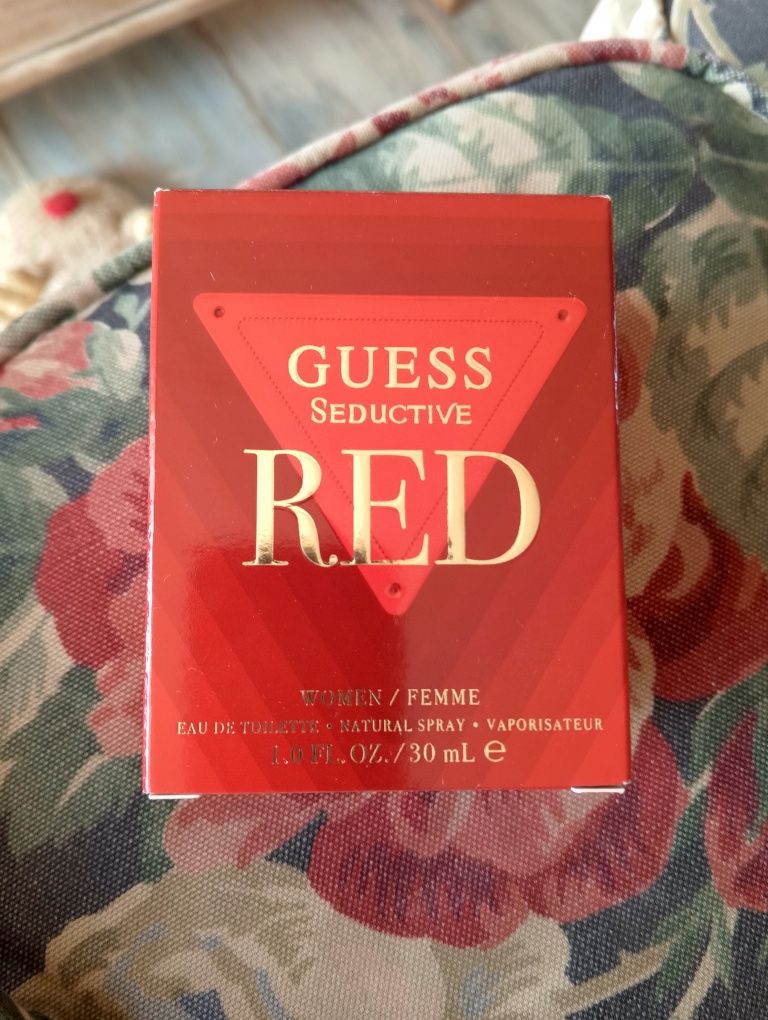 GUESS
SEDUCTIVE
RED
WOMEN / FEMME
EAU DE TOILETTE • NATURAL SPRAY • VAPORISATEUR
1.0 FL. OZ./30 mL ℮